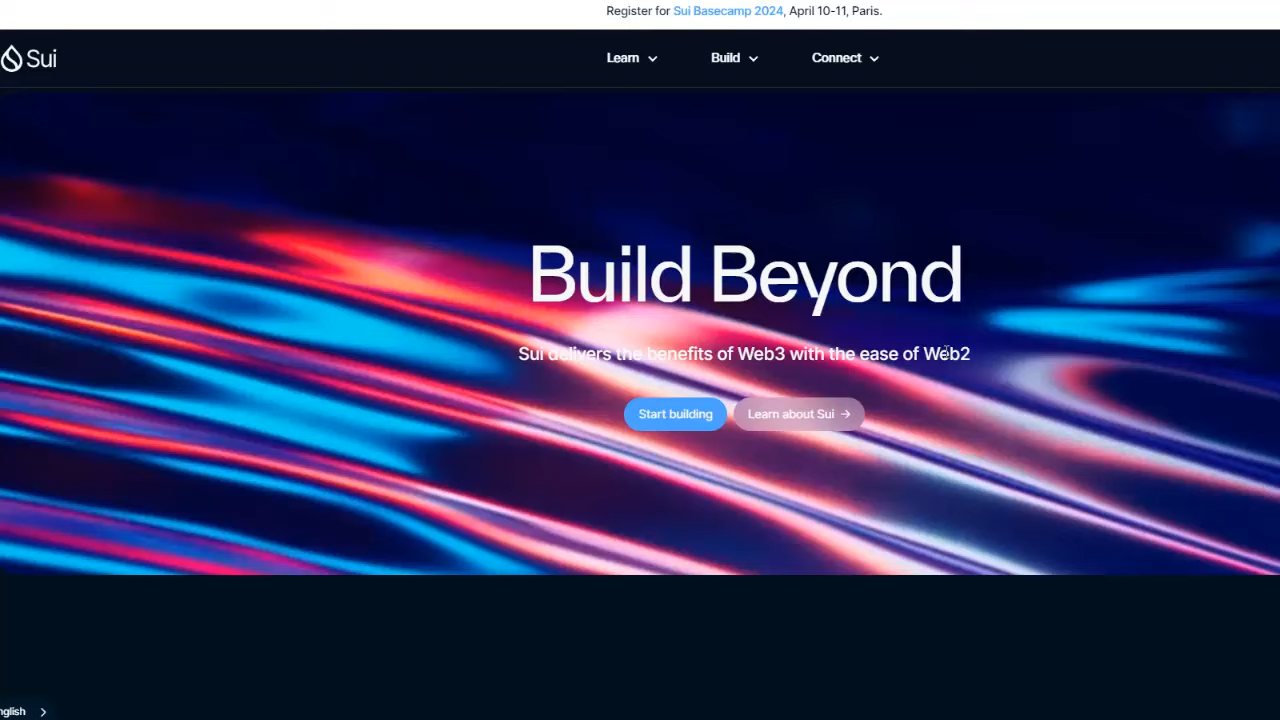 Register for Sui Basecamp 2024, April 10-11, Paris.
Sui
Learn
Build
Connect
Build Beyond
Sui delivers the benefits of Web3 with the ease of Web2
Start building
Learn about Sui →
nglish